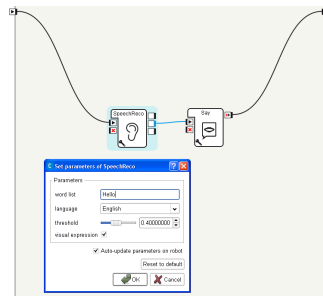 SpeechReco
Say
Set parameters of SpeechReco
Parameters
word list Hello
language English
threshold 0.40000000
visual expression
Auto-update parameters on robot
Reset to default
OK Cancel